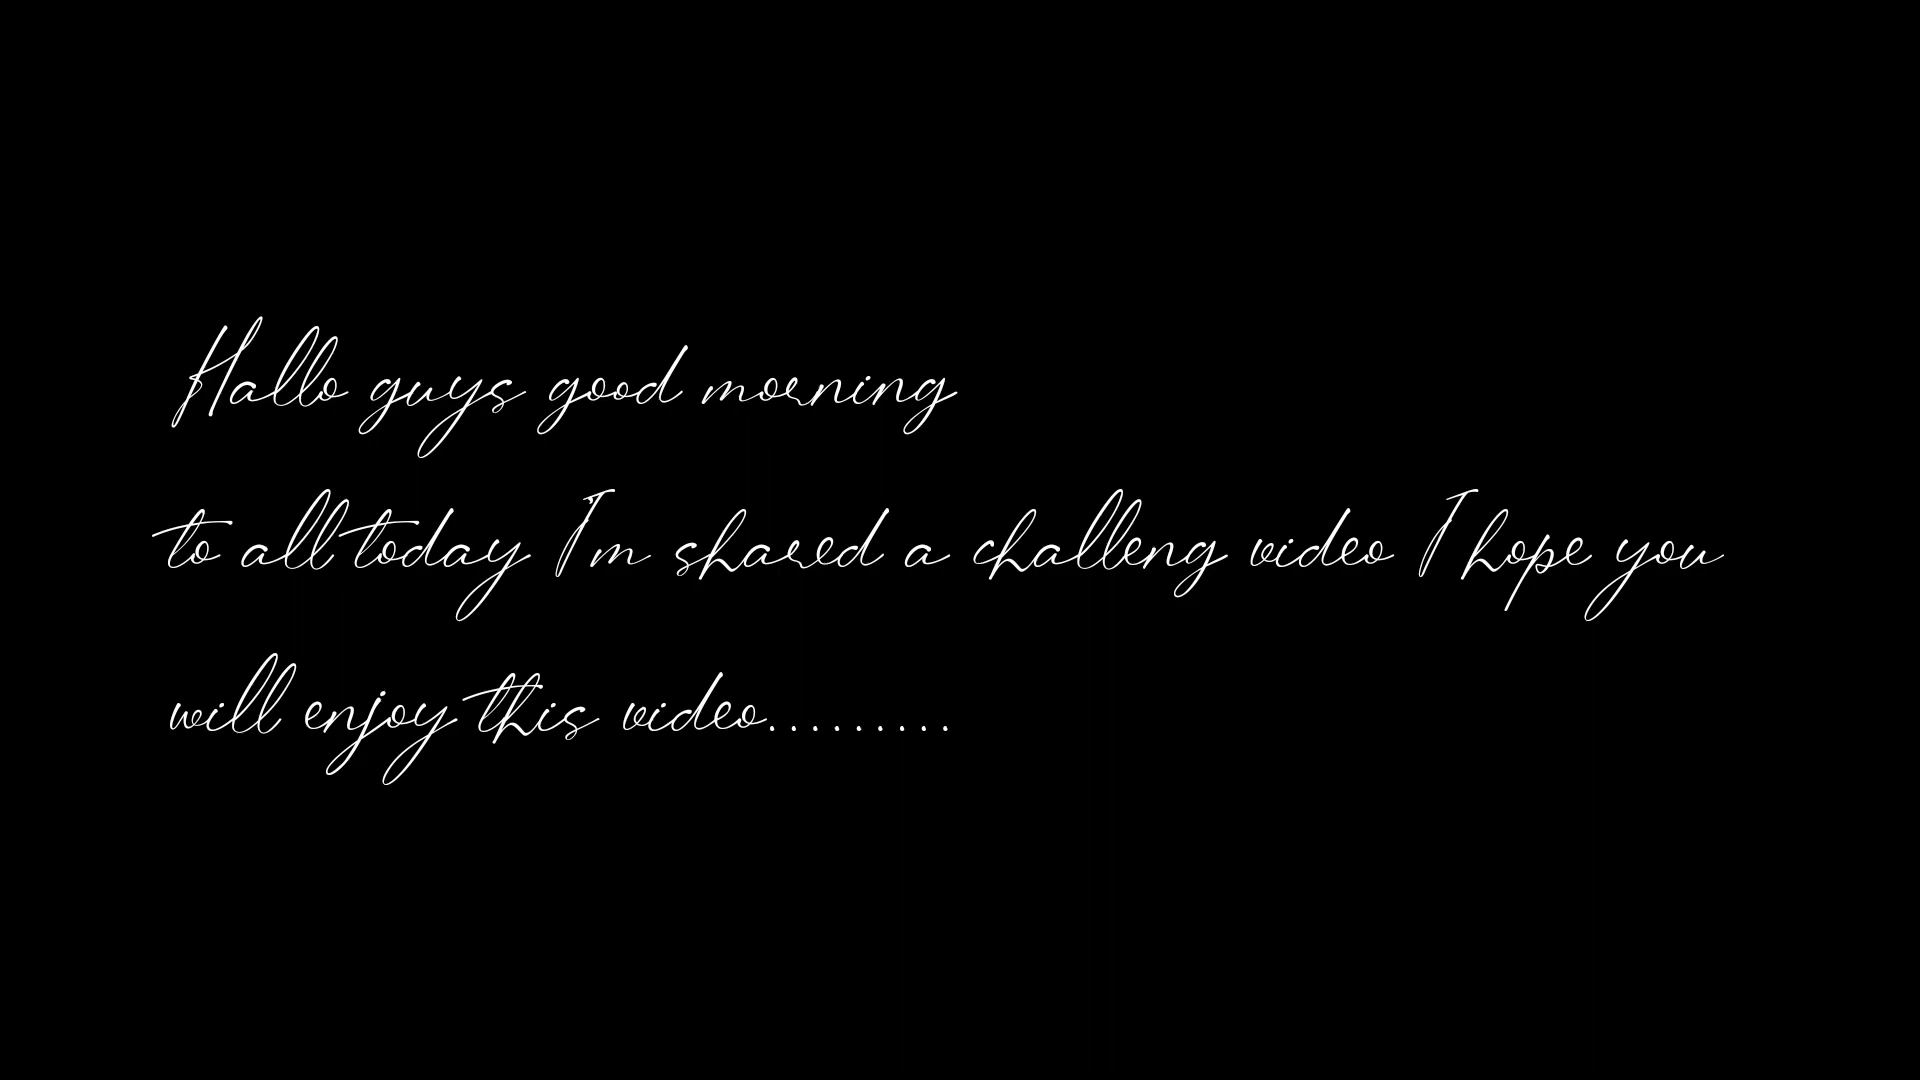 Hallo guys good morning
to all today I'm shared a challeng video I hope you
will enjoy this video.........